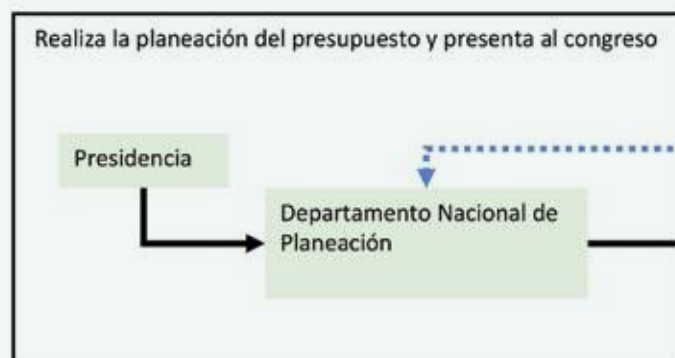 Realiza la planeación del presupuesto y presenta al congreso
Presidencia
Departamento Nacional de
Planeación